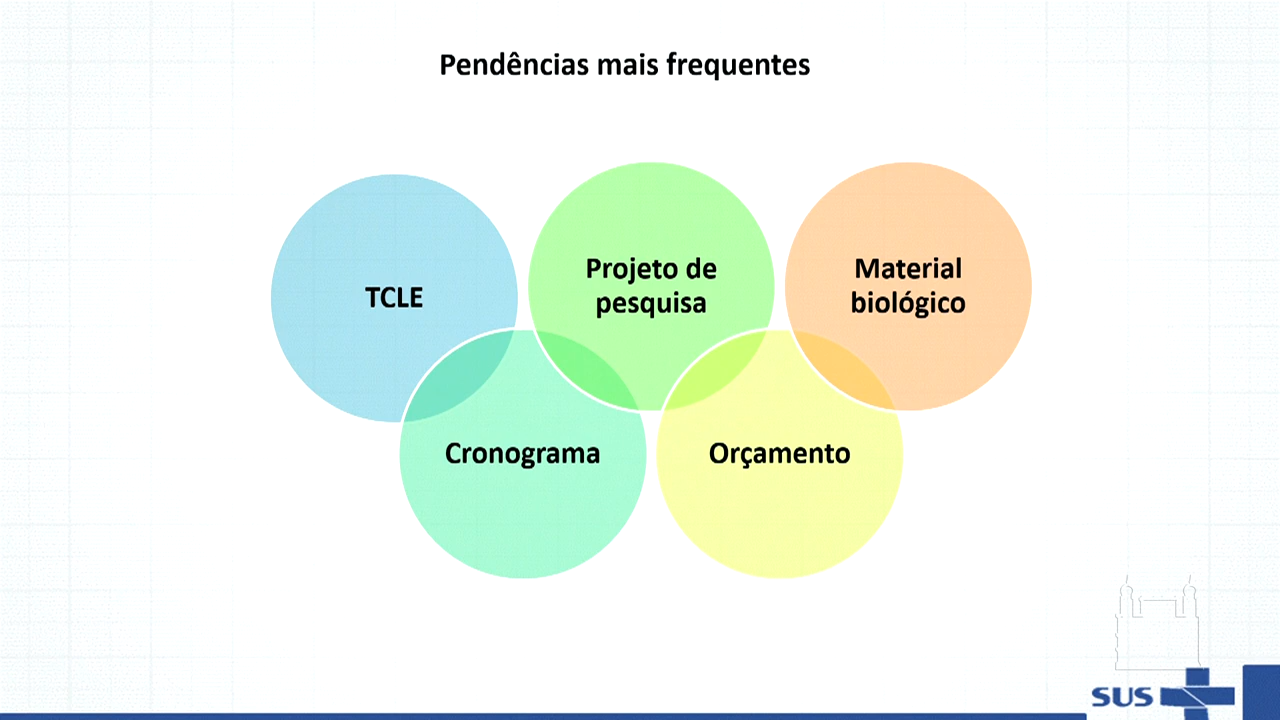 Pendências mais frequentes
TCLE
Projeto de
pesquisa
Material
biológico
Cronograma
Orçamento
SUS